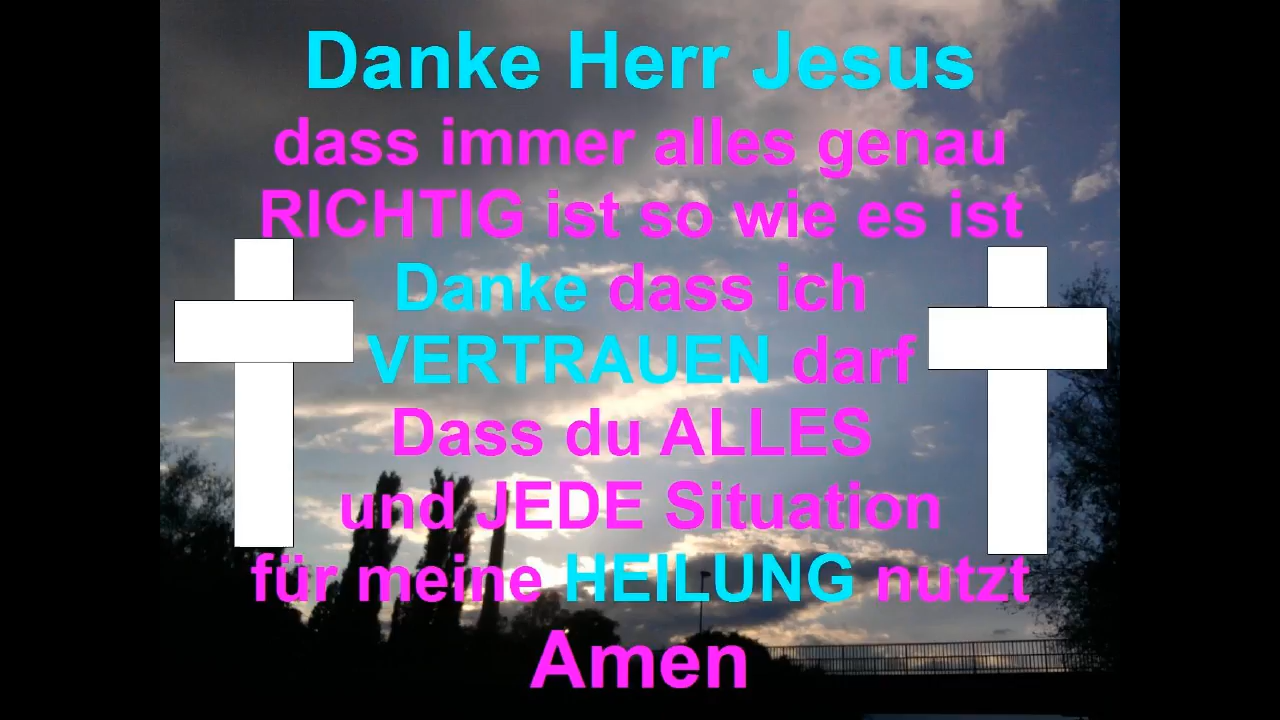 Danke Herr Jesus
dass immer alles genau
RICHTIG ist so wie es ist
Danke dass ich
VERTRAUEN darf
Dass du ALLES
und JEDE Situation
für meine HEILUNG nutzt
Amen